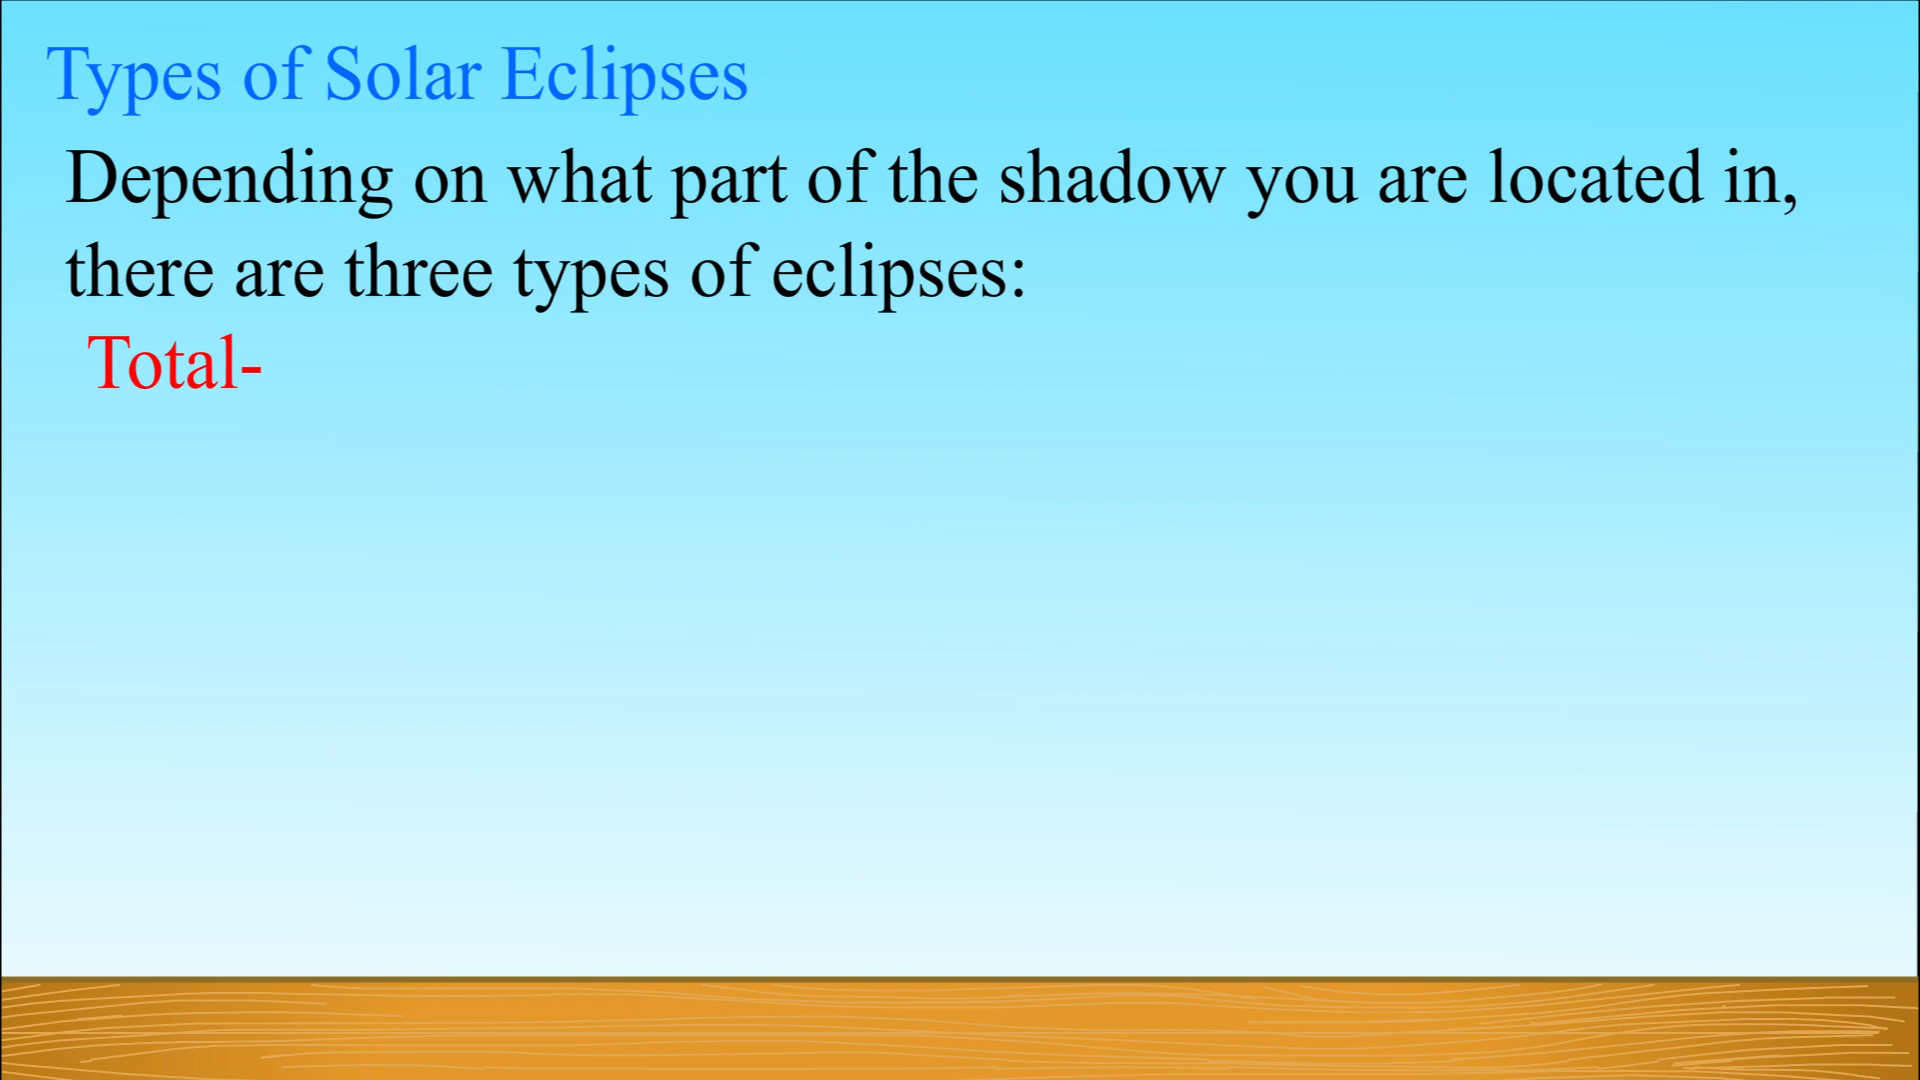 Types of Solar Eclipses
Depending on what part of the shadow you are located in,
there are three types of eclipses:
Total-